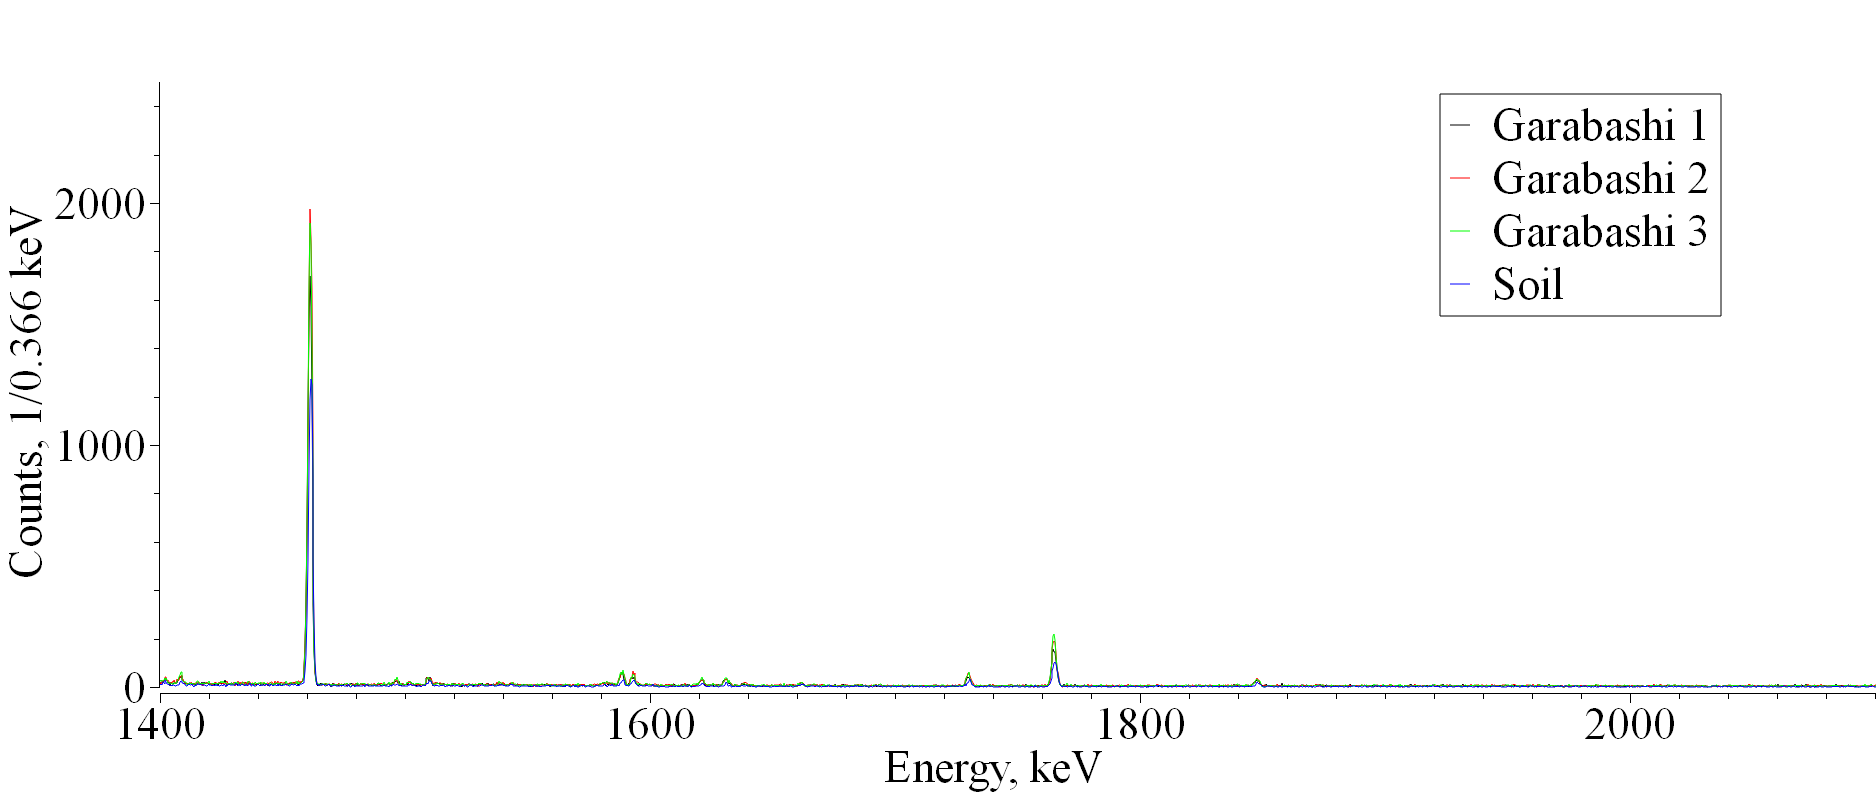 Garabashi 1
Garabashi 2
Garabashi 3
Soil
Counts, 1/0.366 keV
2000
1000
0
1400 1600 1800 2000
Energy, keV